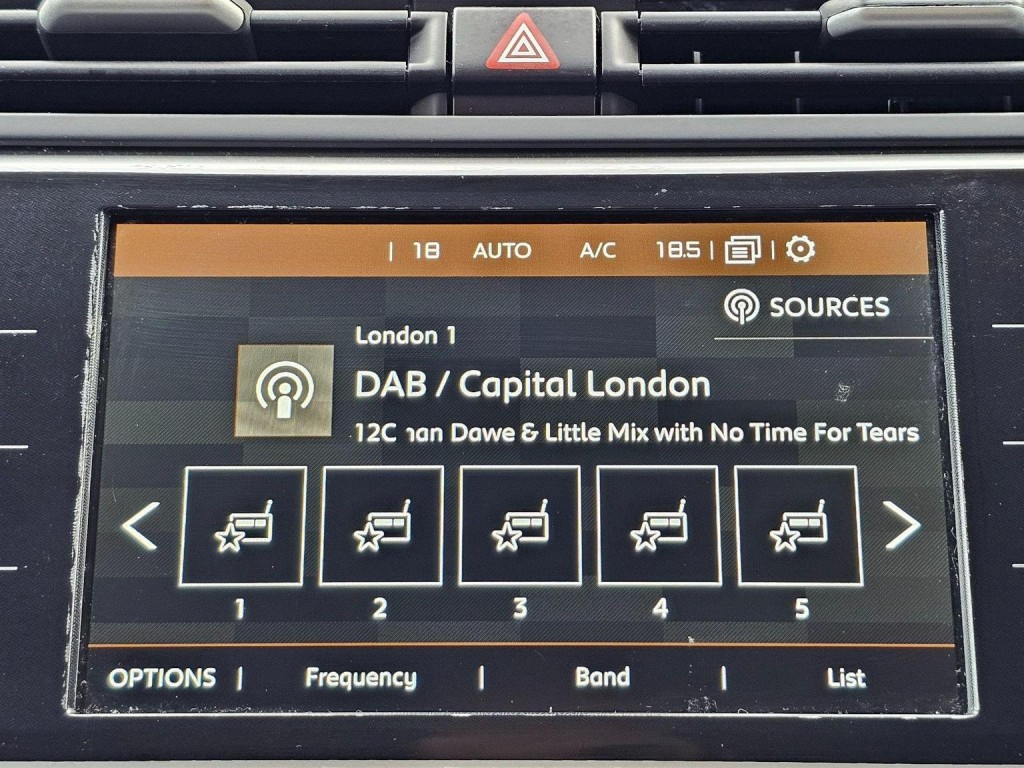 | 18 AUTO A/C 18.5 | |
SOURCES
London 1
DAB / Capital London
12C Dawe & Little Mix with No Time For Tears
1 2 3 4 5
OPTIONS | Frequency | Band | List